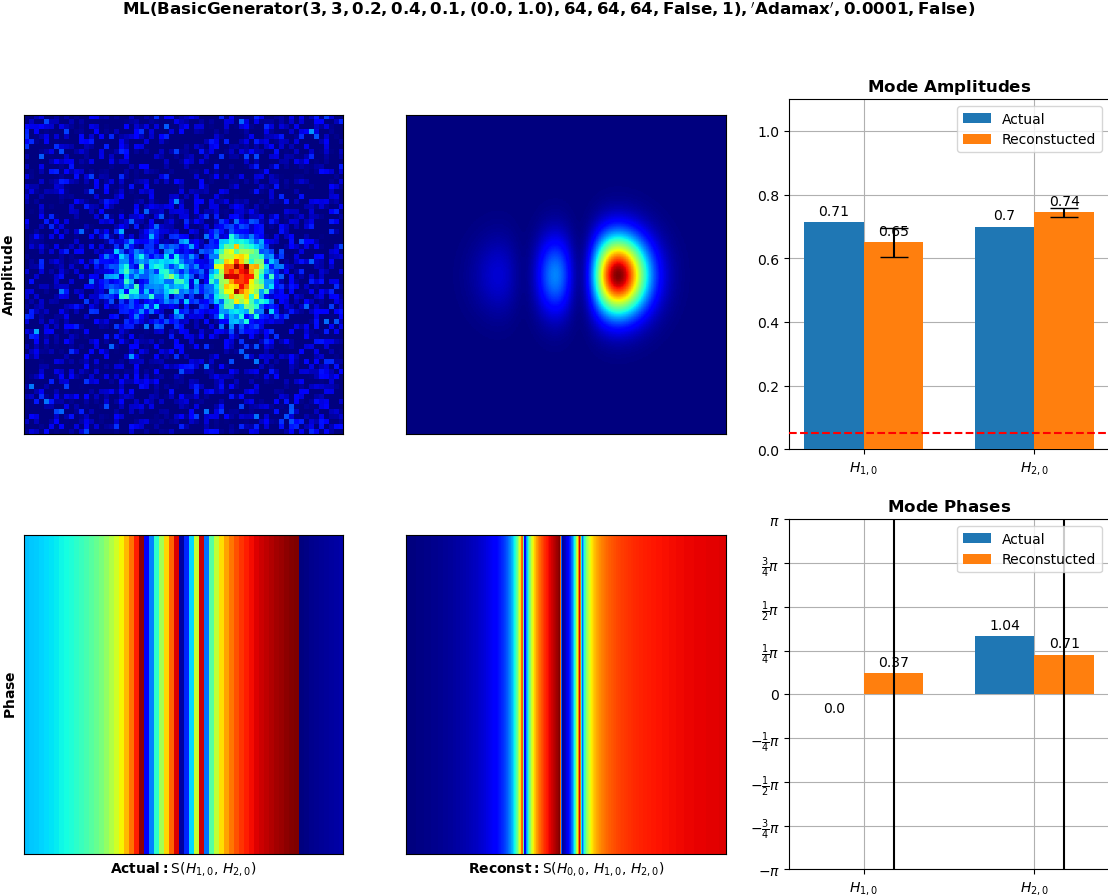 ML(BasicGenerator(3, 3, 0.2, 0.4, 0.1, (0.0, 1.0), 64, 64, 64, False, 1), ′Adamax′, 0.0001, False)
Amplitude
Mode Amplitudes
Actual
Reconstucted
1.0
0.8
0.6
0.4
0.2
0.0
0.71
0.65
0.7
0.74
H1, 0
H2, 0
Phase
Actual: S(H1, 0, H2, 0)
Reconst: S(H0, 0, H1, 0, H2, 0)
Mode Phases
Actual
Reconstucted
π
3/4π
1/2π
1/4π
0
−1/4π
−1/2π
−3/4π
−π
0.0
0.37
1.04
0.71
H1, 0
H2, 0